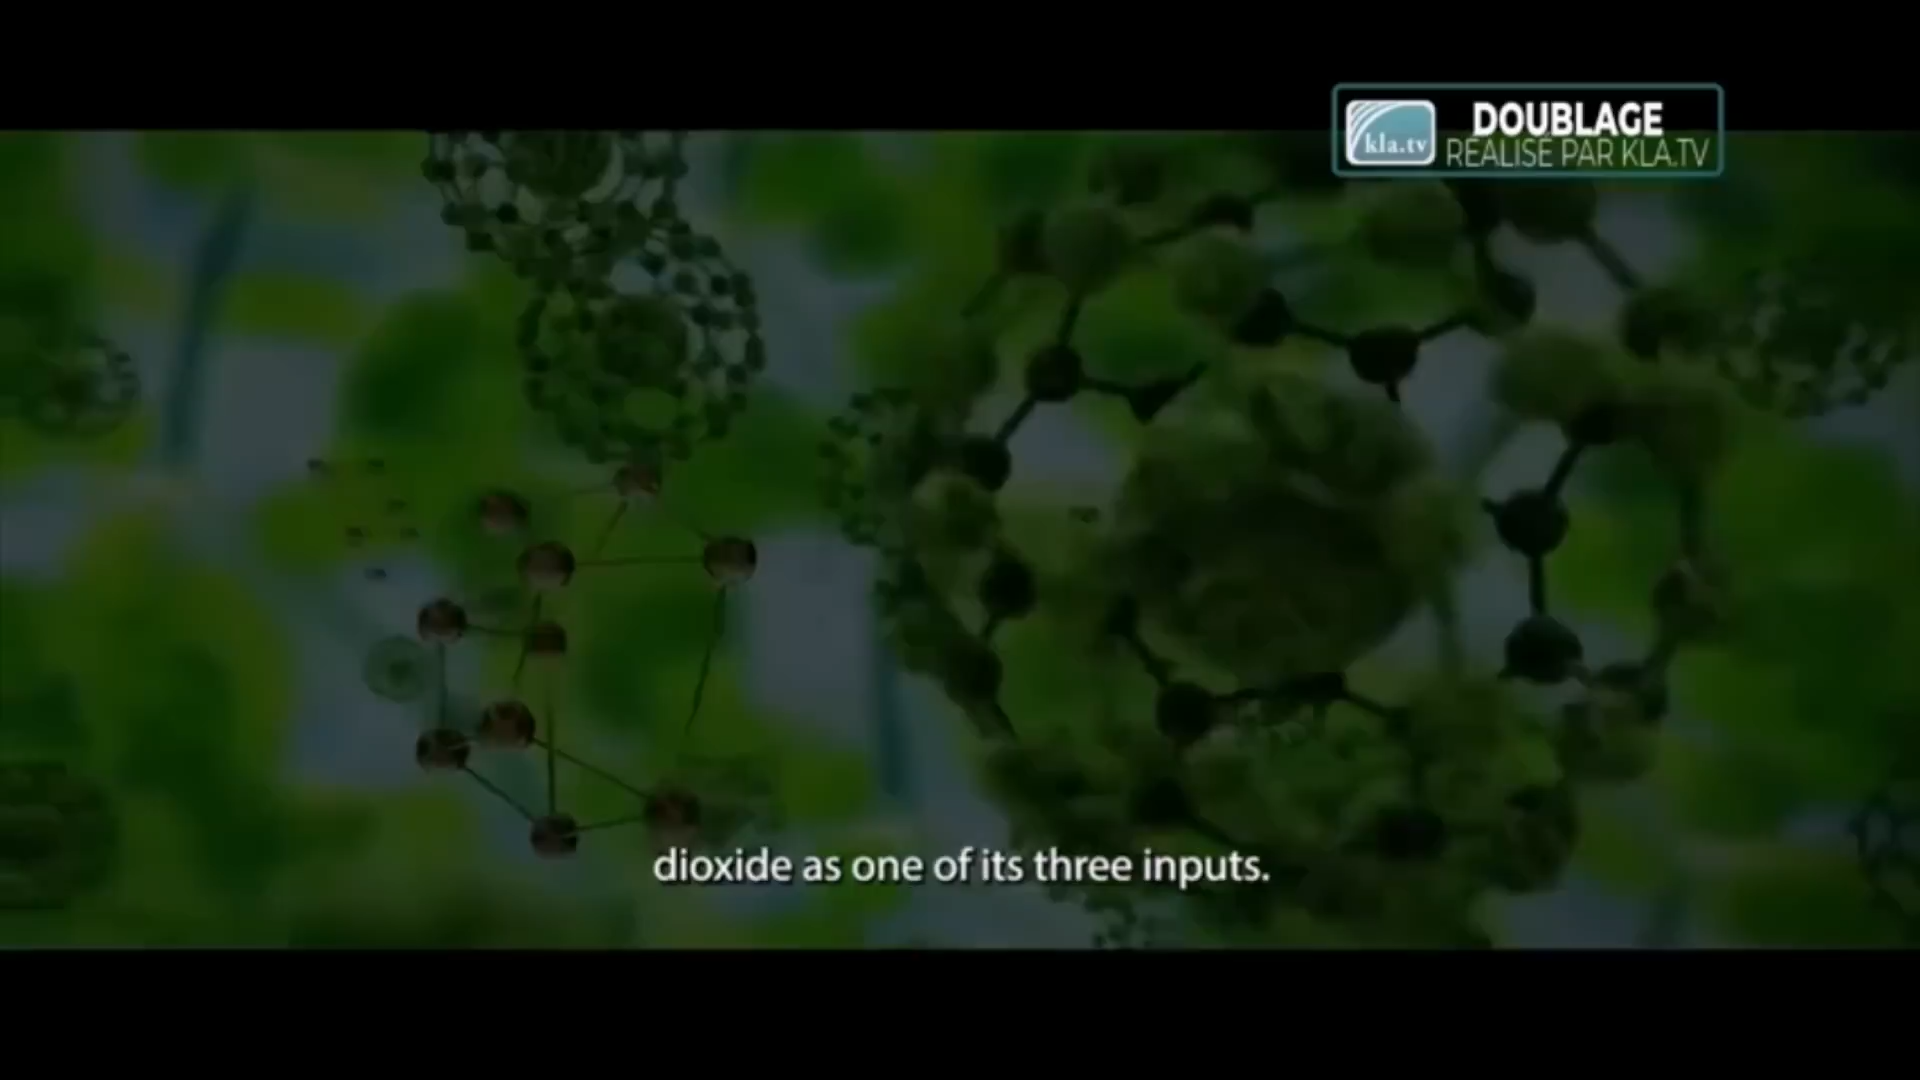 DOUBLAGE
kla.tv
RÉALISÉ PAR KLA.TV
dioxide as one of its three inputs.